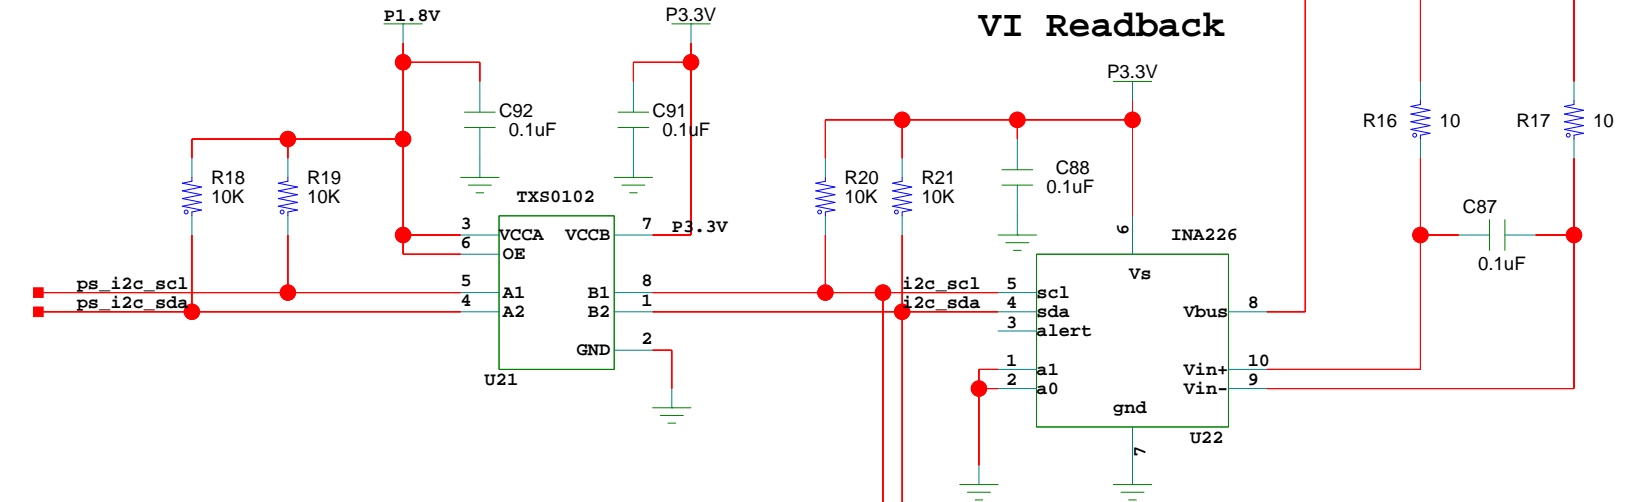 P1.8V
P3.3V
VI Readback
P3.3V
C92
0.1uF
C91
0.1uF
R16
10
R17
10
R18
10K
R19
10K
TXS0102
R20
10K
R21
10K
C88
0.1uF
C87
0.1uF
3
VCCA
VCCB
7
P3.3V
6
OE
6
INA226
Vs
ps_i2c_scl
5
A1
B1
8
i2c_scl
5
scl
ps_i2c_sda
4
A2
B2
1
i2c_sda
4
sda
Vbus
8
3
alert
GND
2
1
a1
Vin+
10
2
a0
Vin-
9
U21
gnd
U22
7